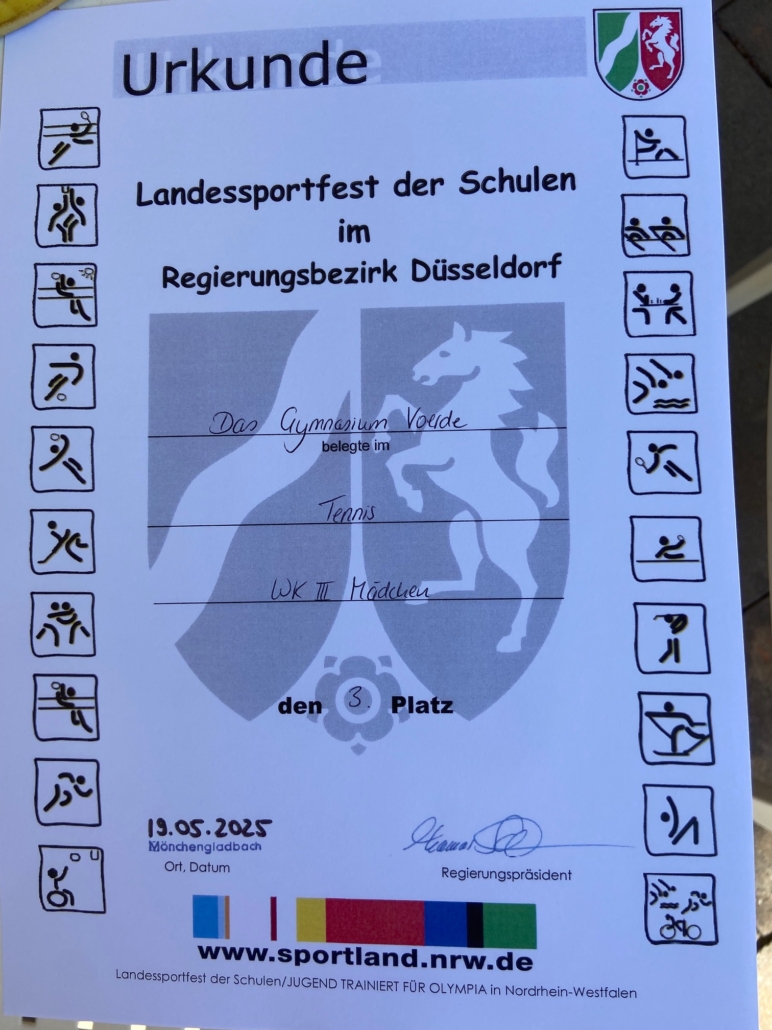 Urkunde
Landessportfest der Schulen
im
Regierungsbezirk Düsseldorf
Das Gymnasium Voerde
belegte im
Tennis
WK III Mädchen
den 3. Platz
19.05.2025
Mönchengladbach
Ort, Datum
Regierungspräsident
www.sportland.nrw.de
Landessportfest der Schulen/JUGEND TRAINIERT FÜR OLYMPIA in Nordrhein-Westfalen